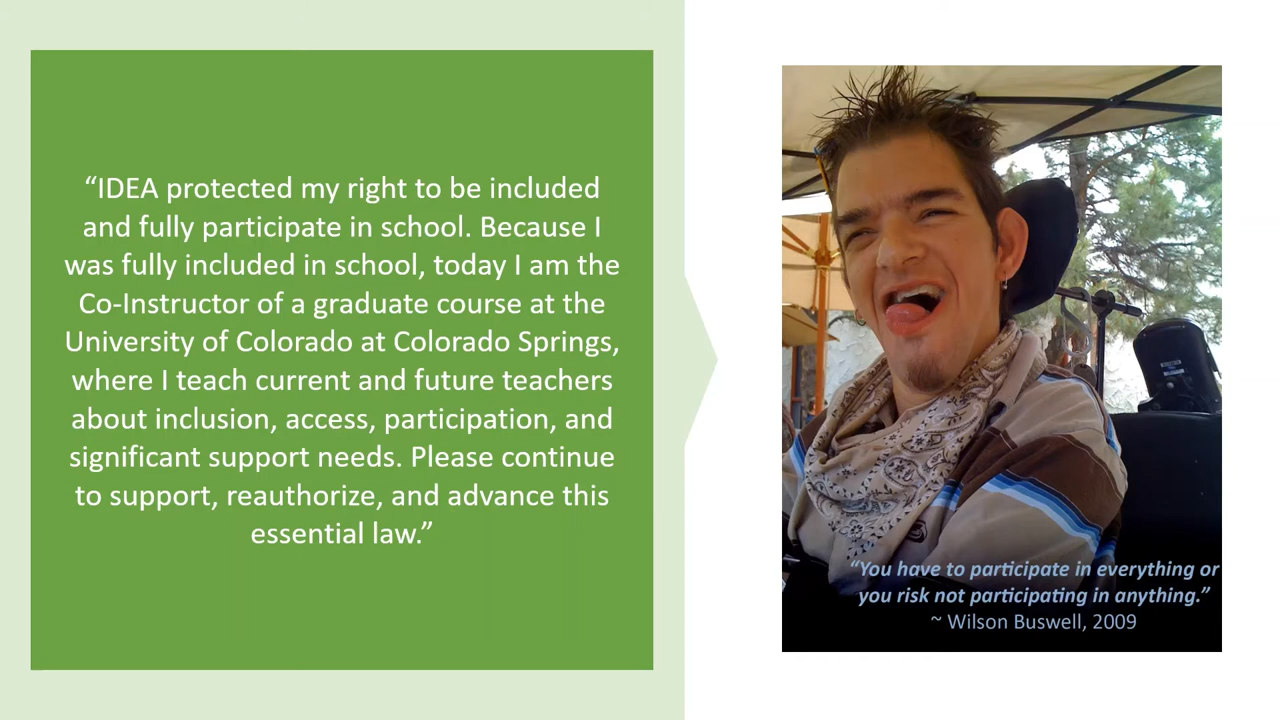 “IDEA protected my right to be included
and fully participate in school. Because I
was fully included in school, today I am the
Co-Instructor of a graduate course at the
University of Colorado at Colorado Springs,
where I teach current and future teachers
about inclusion, access, participation, and
significant support needs. Please continue
to support, reauthorize, and advance this
essential law.”
“You have to participate in everything or
you risk not participating in anything.”
~ Wilson Buswell, 2009